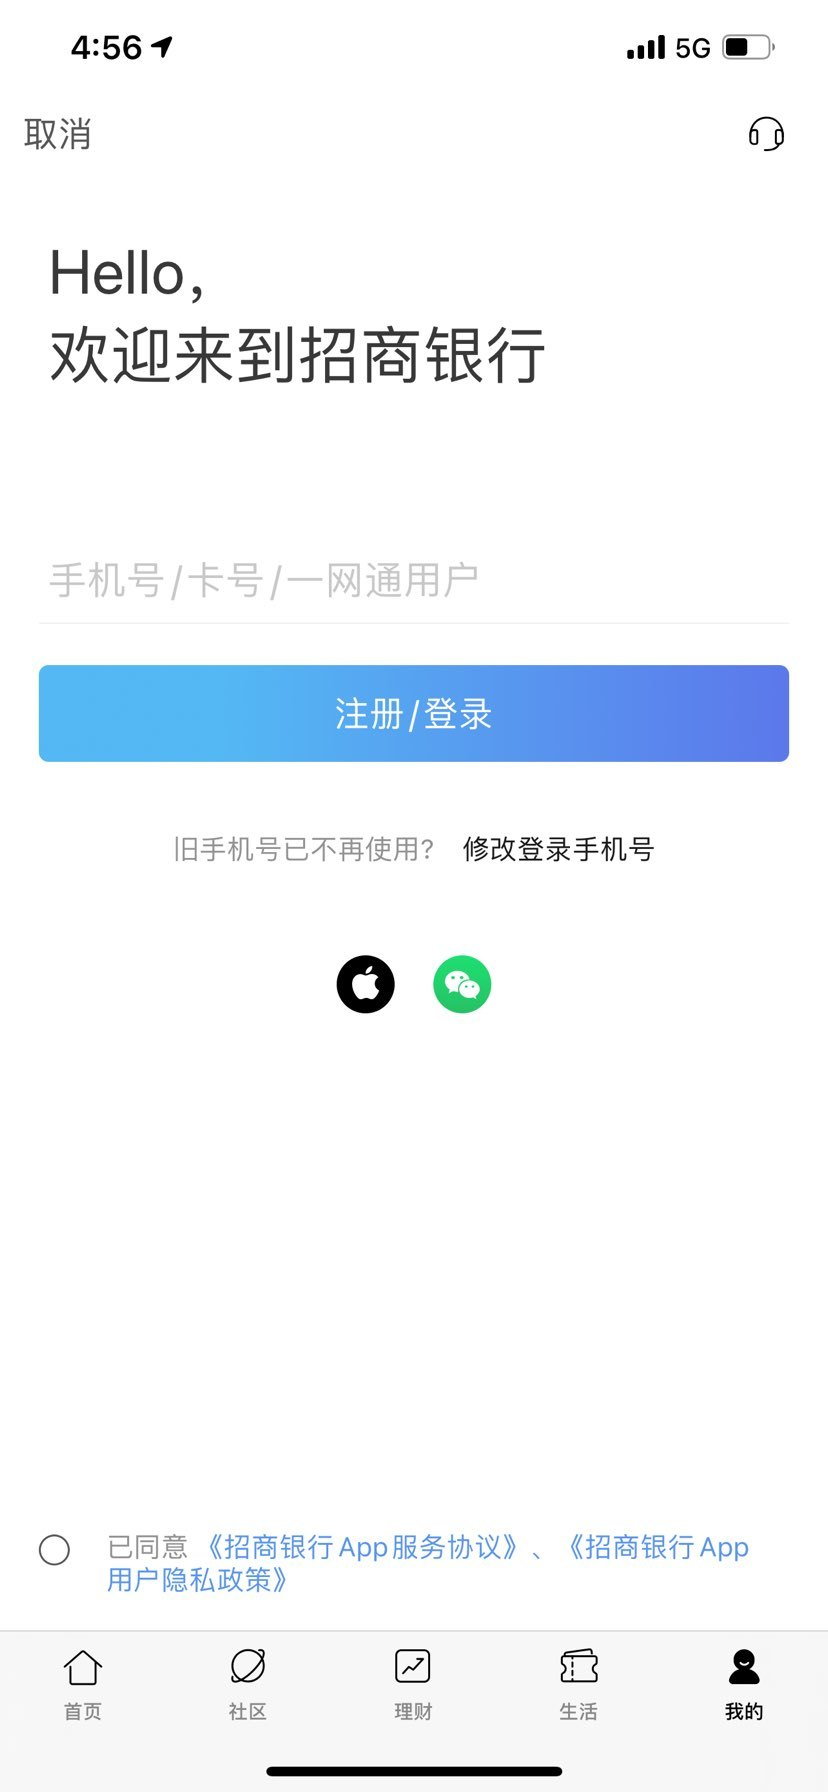 4:56
5G
取消
Hello,
欢迎来到招商银行
手机号/卡号/一网通用户
注册/登录
旧手机号已不再使用? 修改登录手机号
已同意 《招商银行App服务协议》、《招商银行App
用户隐私政策》
首页 社区 理财 生活 我的